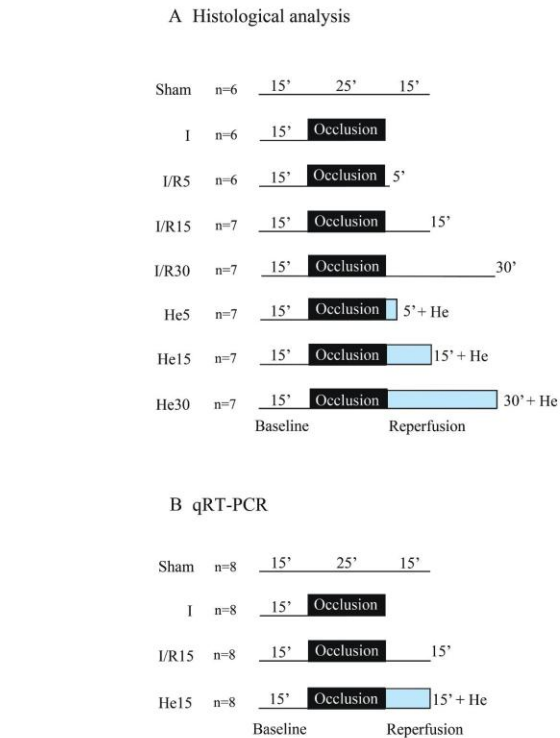 A Histological analysis
Sham n=6 15’ 25’ 15’
I n=6 15’ Occlusion
I/R5 n=6 15’ Occlusion 5’
I/R15 n=7 15’ Occlusion 15’
I/R30 n=7 15’ Occlusion 30’
He5 n=7 15’ Occlusion 5’ + He
He15 n=7 15’ Occlusion 15’ + He
He30 n=7 15’ Occlusion 30’ + He
Baseline Reperfusion
B qRT-PCR
Sham n=8 15’ 25’ 15’
I n=8 15’ Occlusion
I/R15 n=8 15’ Occlusion 15’
He15 n=8 15’ Occlusion 15’ + He
Baseline Reperfusion